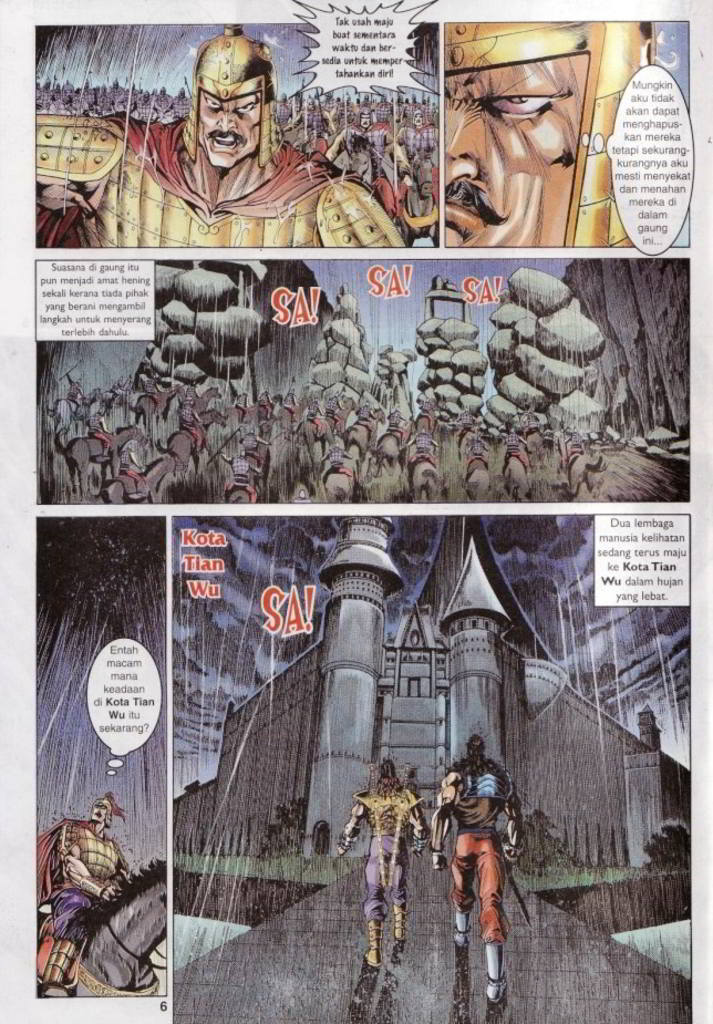 Tak usah maju
buat sementara
waktu dan ber-
sedia untuk memper-
tahankan diri!
Mungkin
aku tidak
menghapus-
kan mereka
tetapi sekurang-
kurangnya aku
mesti menyekat
dan menahan
mereka di
dalam
gaung
ini...
Suasana di gaung itu
pun menjadi amat hening
sekali kerana tiada pihak
yang berani mengambil
langkah untuk menyerang
terlebih dahulu.
SA!
SA!
SA!
Entah
macam
mana
keadaan
di Kota Tian
Wu itu
sekarang?
Kota
Tian
Wu
SA!
Dua lembaga
manusia kelihatan
sedang terus maju
ke Kota Tian
Wu dalam hujan
yang lebat.
6